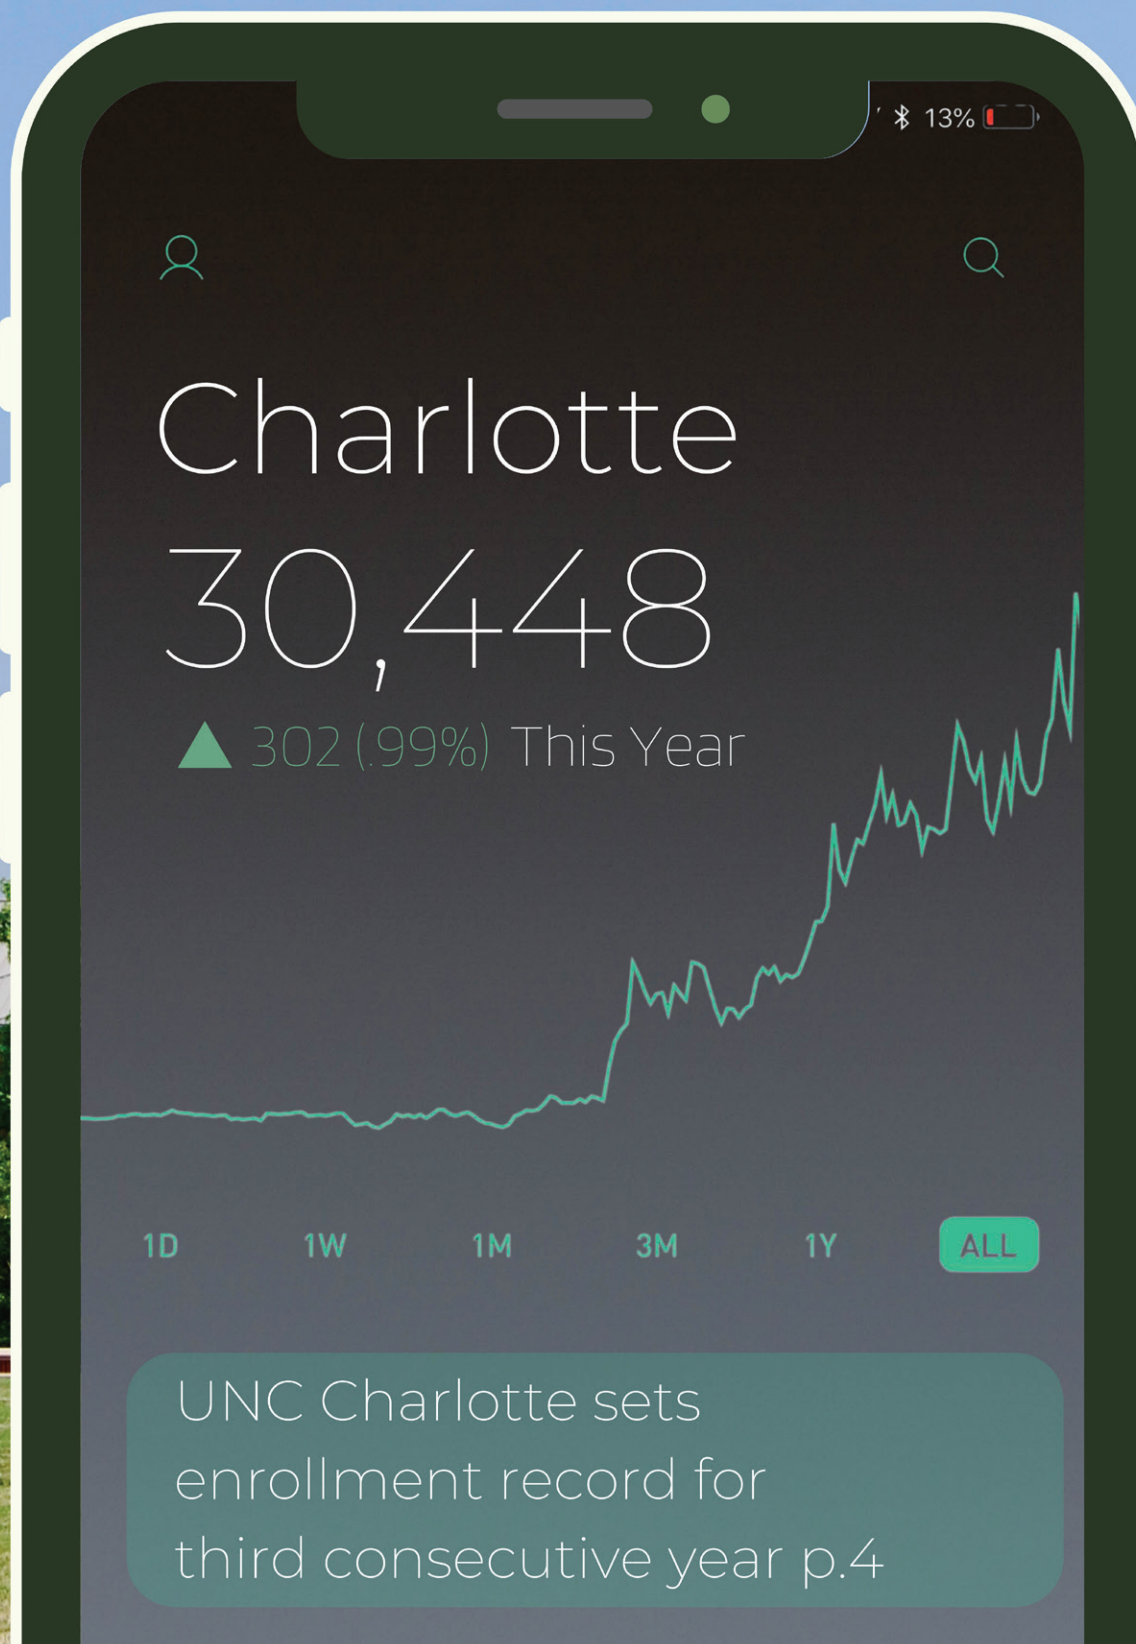 13%
Charlotte
30,448
302 (.99%) This Year
1D 1W 1M 3M 1Y ALL
UNC Charlotte sets
enrollment record for
third consecutive year p.4